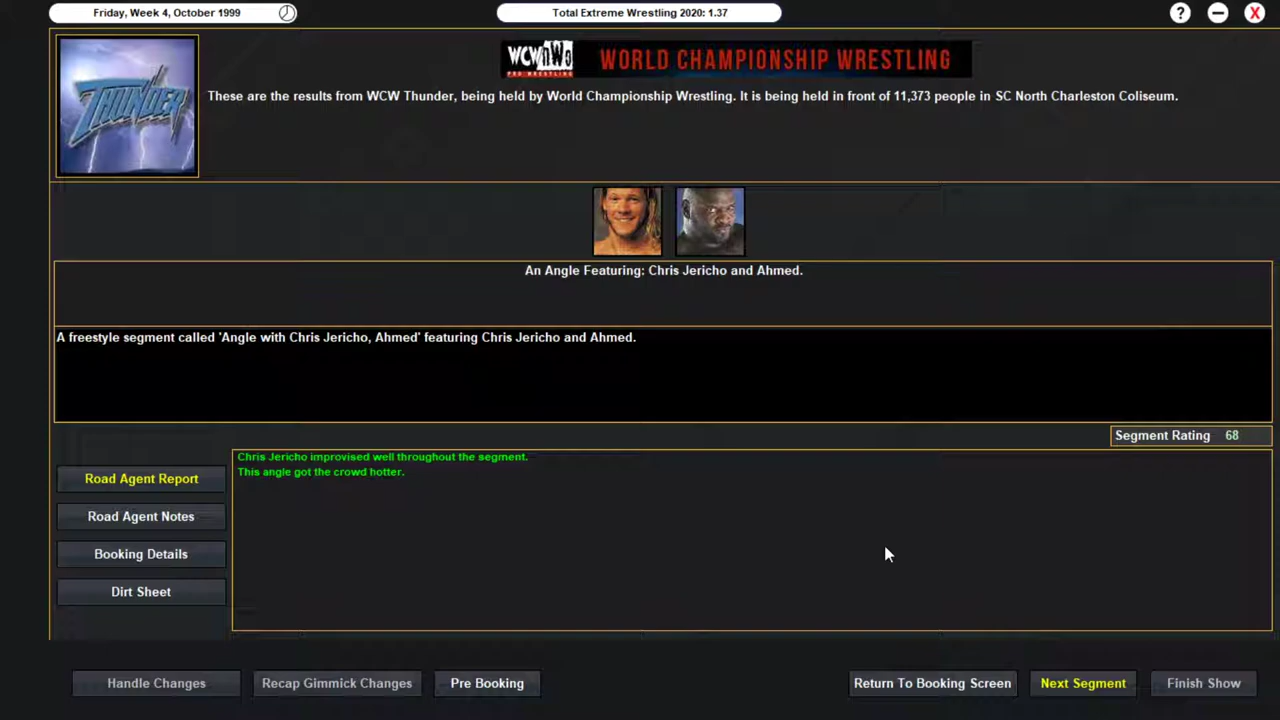 Friday, Week 4, October 1999
Total Extreme Wrestling 2020: 1.37
? X
THUNDER
WCW nWo WORLD CHAMPIONSHIP WRESTLING
PRO WRESTLING
These are the results from WCW Thunder, being held by World Championship Wrestling. It is being held in front of 11,373 people in SC North Charleston Coliseum.
An Angle Featuring: Chris Jericho and Ahmed.
A freestyle segment called 'Angle with Chris Jericho, Ahmed' featuring Chris Jericho and Ahmed.
Segment Rating 68
Chris Jericho improvised well throughout the segment.
This angle got the crowd hotter.
Road Agent Report
Road Agent Notes
Booking Details
Dirt Sheet
Handle Changes Recap Gimmick Changes Pre Booking Return To Booking Screen Next Segment Finish Show